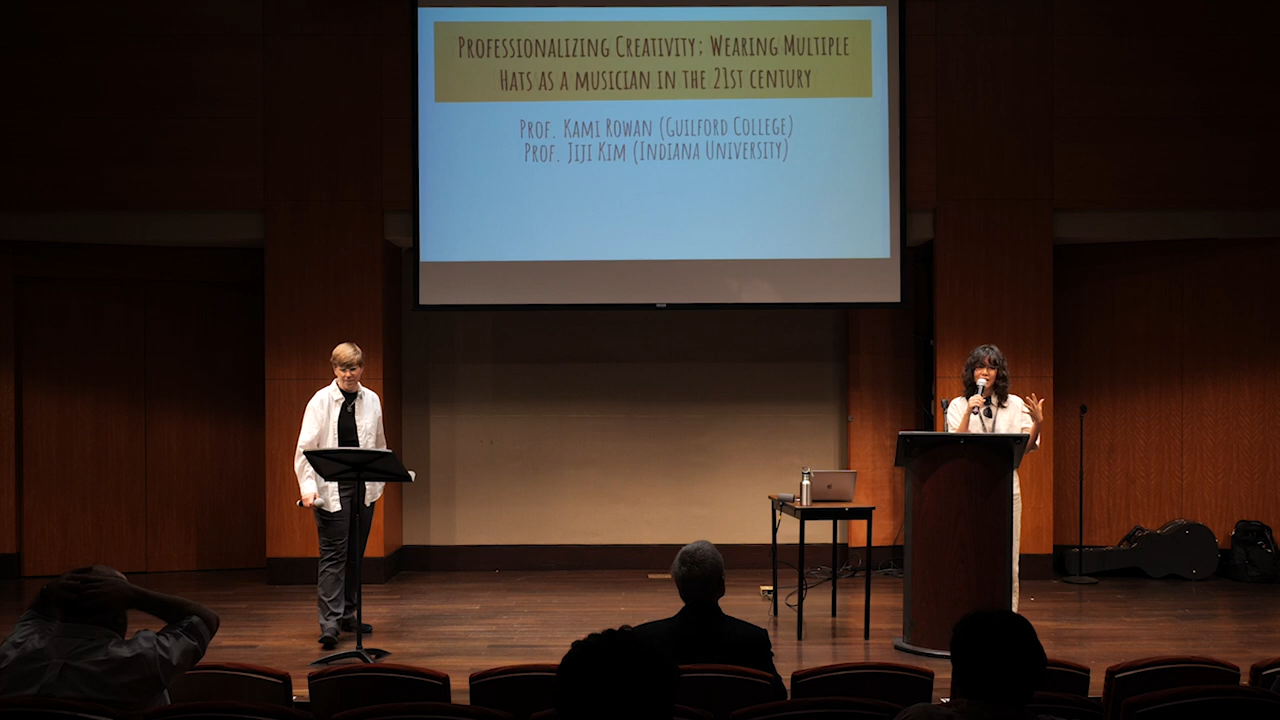 Professionalizing Creativity; Wearing Multiple
Hats as a musician in the 21st century
Prof. Kami Rowan (Guilford College)
Prof. Jiji Kim (Indiana University)